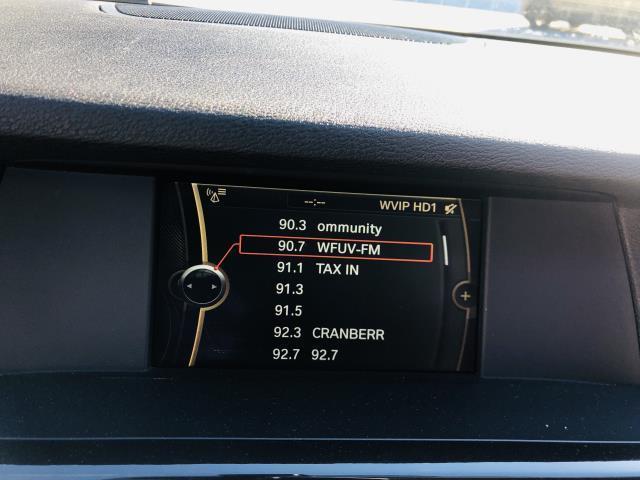 --:-- WVIP HD1
90.3 ommunity
90.7 WFUV-FM
91.1 TAX IN
91.3
91.5
92.3 CRANBERR
92.7 92.7